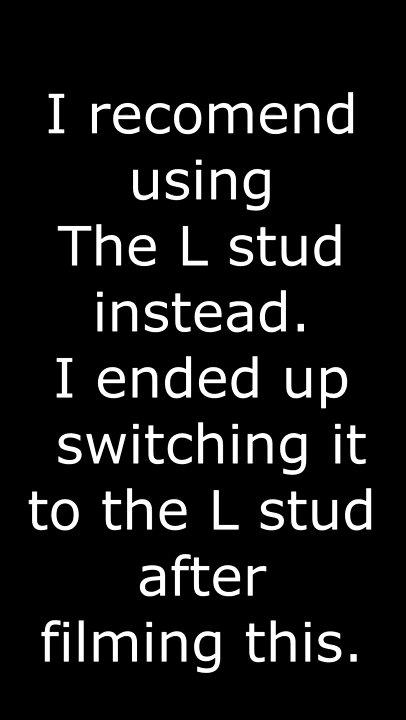 I recomend
using
The L stud
instead.
I ended up
switching it
to the L stud
after
filming this.